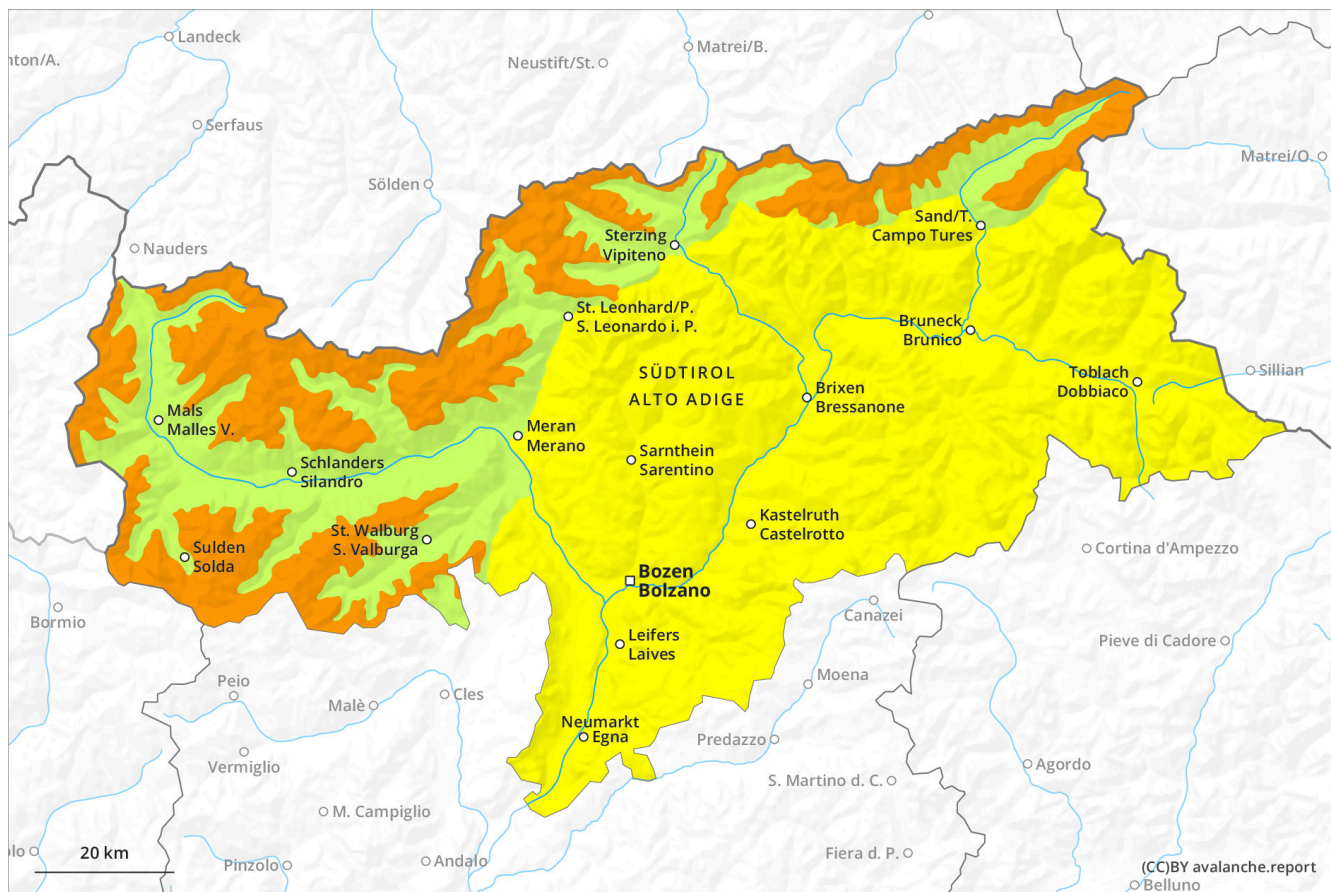 Landeck
nton/A.
Neustift/St.
Matrei/B.
Serfaus
Matrei/O.
Sölden
Sand/T.
Campo Tures
Sterzing
Vipiteno
Nauders
St. Leonhard/P.
S. Leonardo i. P.
Bruneck
Brunico
Toblach
Dobbiaco
Sillian
SÜDTIROL
ALTO ADIGE
Brixen
Bressanone
Mals
Malles V.
Meran
Merano
Sarnthein
Sarentino
Schlanders
Silandro
Kastelruth
Castelrotto
St. Walburg
S. Valburga
Sulden
Solda
Cortina d'Ampezzo
Bozen
Bolzano
Bormio
Canazei
Leifers
Laives
Pieve di Cadore
Peio
Malè
Cles
Moena
Neumarkt
Egna
Predazzo
Vermiglio
Agordo
S. Martino d. C.
M. Campiglio
olo
20 km
Pinzolo
Andalo
Fiera d. P.
(CC)BY avalanche.report
Belluno